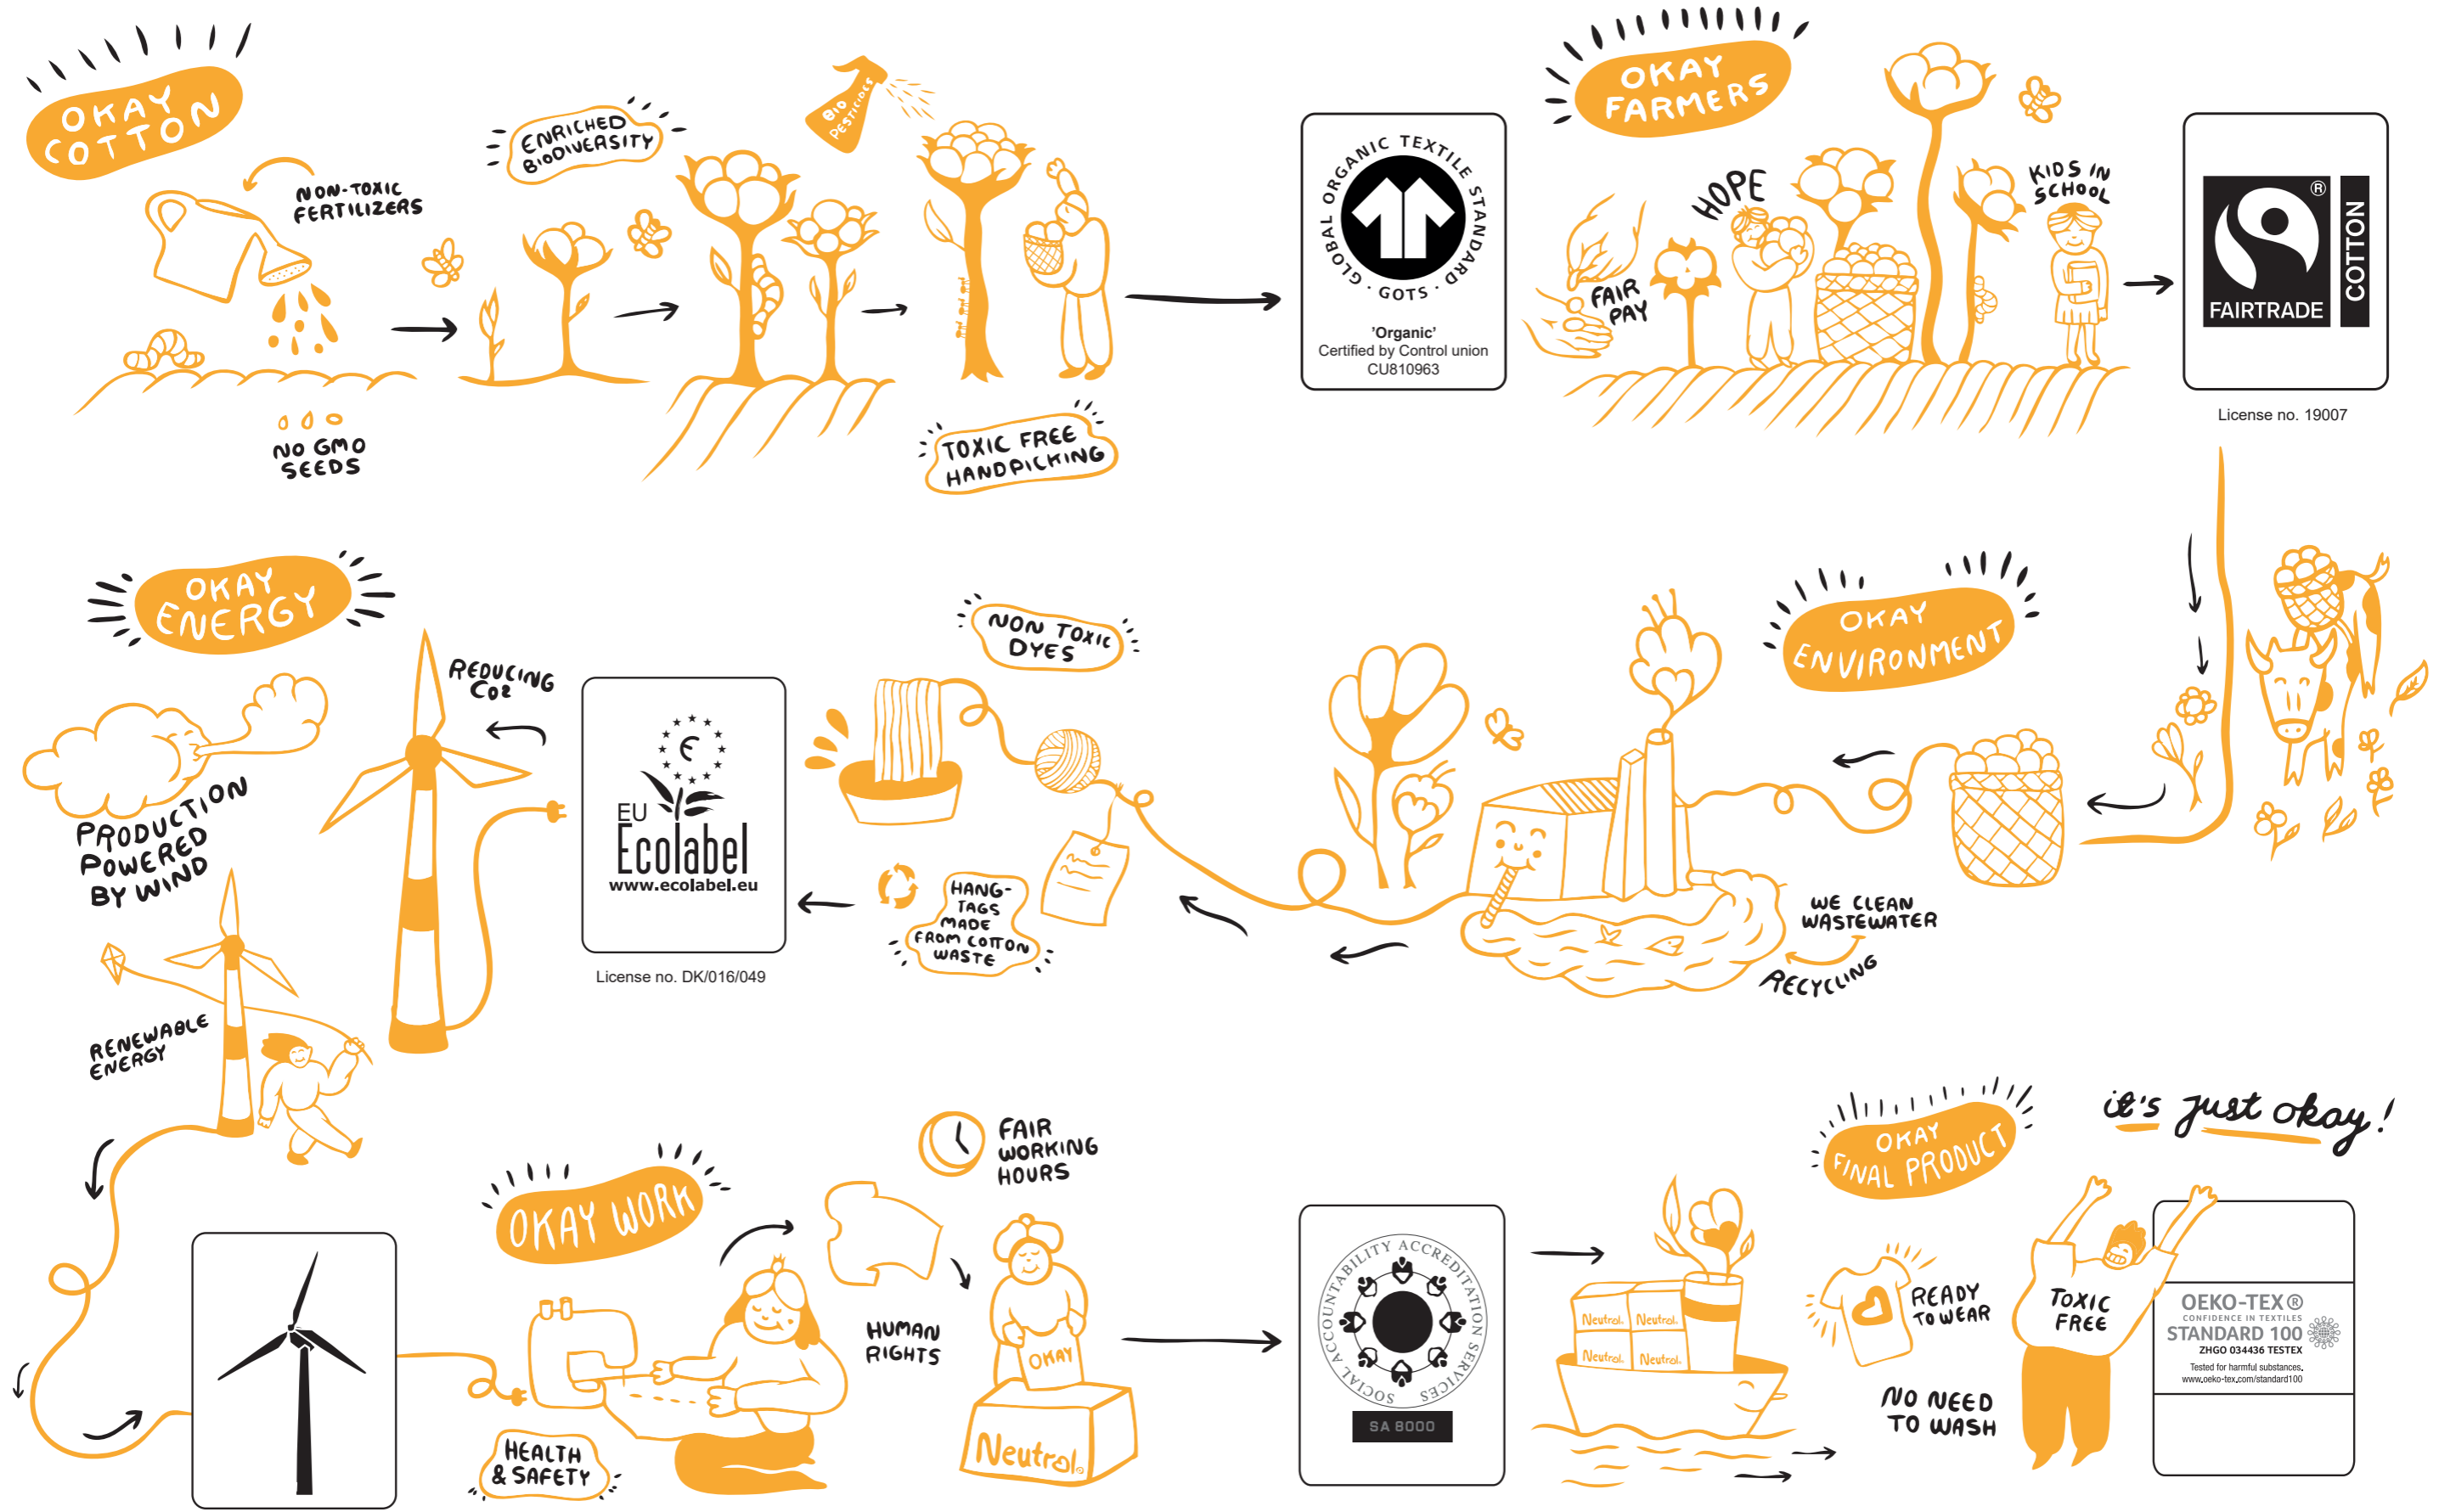 OKAY
COTTON
NON-TOXIC
FERTILIZERS
NO GMO
SEEDS
ENRICHED
BIODIVERSITY
BIO
PESTICIDES
TOXIC FREE
HANDPICKING
GLOBAL ORGANIC TEXTILE STANDARD
· GOTS ·
'Organic'
Certified by Control union
CU810963
OKAY
FARMERS
FAIR
PAY
HOPE
KIDS IN
SCHOOL
®
FAIRTRADE
COTTON
License no. 19007
OKAY
ENVIRONMENT
WE CLEAN
WASTEWATER
RECYCLING
NON TOXIC
DYES
HANG-
TAGS
MADE
FROM COTTON
WASTE
EU
Ecolabel
www.ecolabel.eu
License no. DK/016/049
OKAY
ENERGY
REDUCING
CO2
PRODUCTION
POWERED
BY WIND
RENEWABLE
ENERGY
OKAY WORK
HEALTH
& SAFETY
HUMAN
RIGHTS
FAIR
WORKING
HOURS
OKAY
Neutral®
SOCIAL ACCOUNTABILITY ACCREDITATION SERVICES
SA 8000
Neutral® Neutral®
Neutral® Neutral®
OKAY
FINAL PRODUCT
it's just okay!
READY
TO WEAR
NO NEED
TO WASH
TOXIC
FREE
OEKO-TEX®
CONFIDENCE IN TEXTILES
STANDARD 100
ZHGO 034436 TESTEX
Tested for harmful substances.
www.oeko-tex.com/standard100